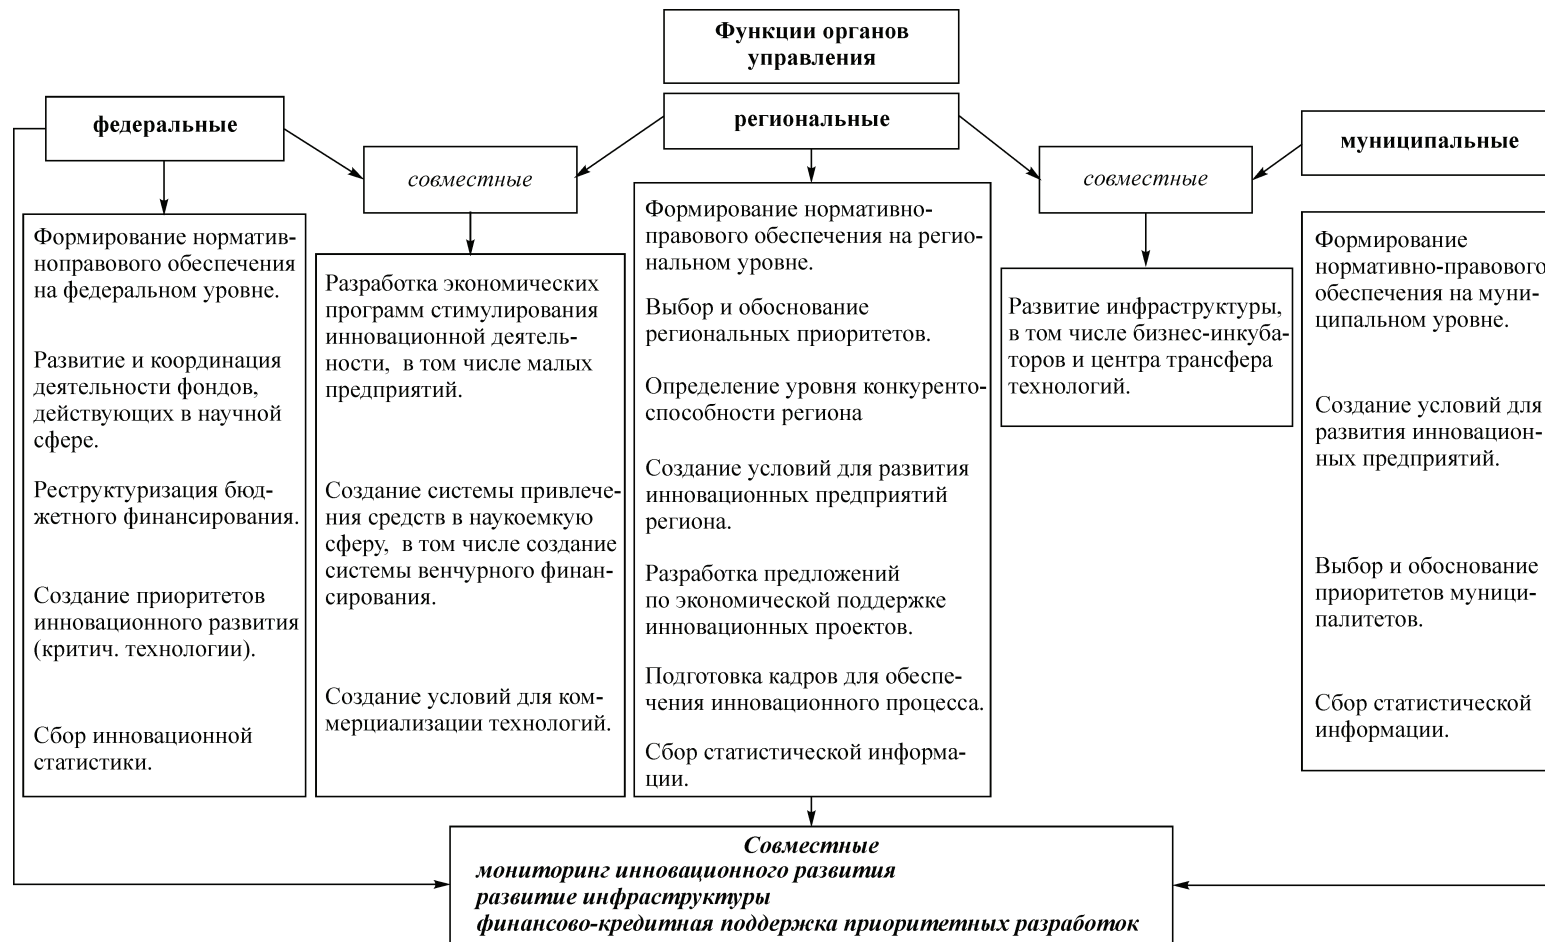 Функции органов
управления
федеральные
региональные
муниципальные
совместные
совместные
Формирование норматив-
ноправового обеспечения
на федеральном уровне.
Развитие и координация
деятельности фондов,
действующих в научной
сфере.
Реструктуризация бюд-
жетного финансирования.
Создание приоритетов
инновационного развития
(критич. технологии).
Сбор инновационной
статистики.
Разработка экономических
программ стимулирования
инновационной деятель-
ности, в том числе малых
предприятий.
Создание системы привлече-
ния средств в наукоемкую
сферу, в том числе создание
системы венчурного финан-
сирования.
Создание условий для ком-
мерциализации технологий.
Формирование нормативно-
правового обеспечения на регио-
нальном уровне.
Выбор и обоснование
региональных приоритетов.
Определение уровня конкуренто-
способности региона
Создание условий для развития
инновационных предприятий
региона.
Разработка предложений
по экономической поддержке
инновационных проектов.
Подготовка кадров для обеспе-
чения инновационного процесса.
Сбор статистической информа-
ции.
Развитие инфраструктуры,
в том числе бизнес-инкуба-
торов и центра трансфера
технологий.
Формирование
нормативно-правового
обеспечения на муни-
ципальном уровне.
Создание условий для
развития инновацион-
ных предприятий.
Выбор и обоснование
приоритетов муници-
палитетов.
Сбор статистической
информации.
Совместные
мониторинг инновационного развития
развитие инфраструктуры
финансово-кредитная поддержка приоритетных разработок